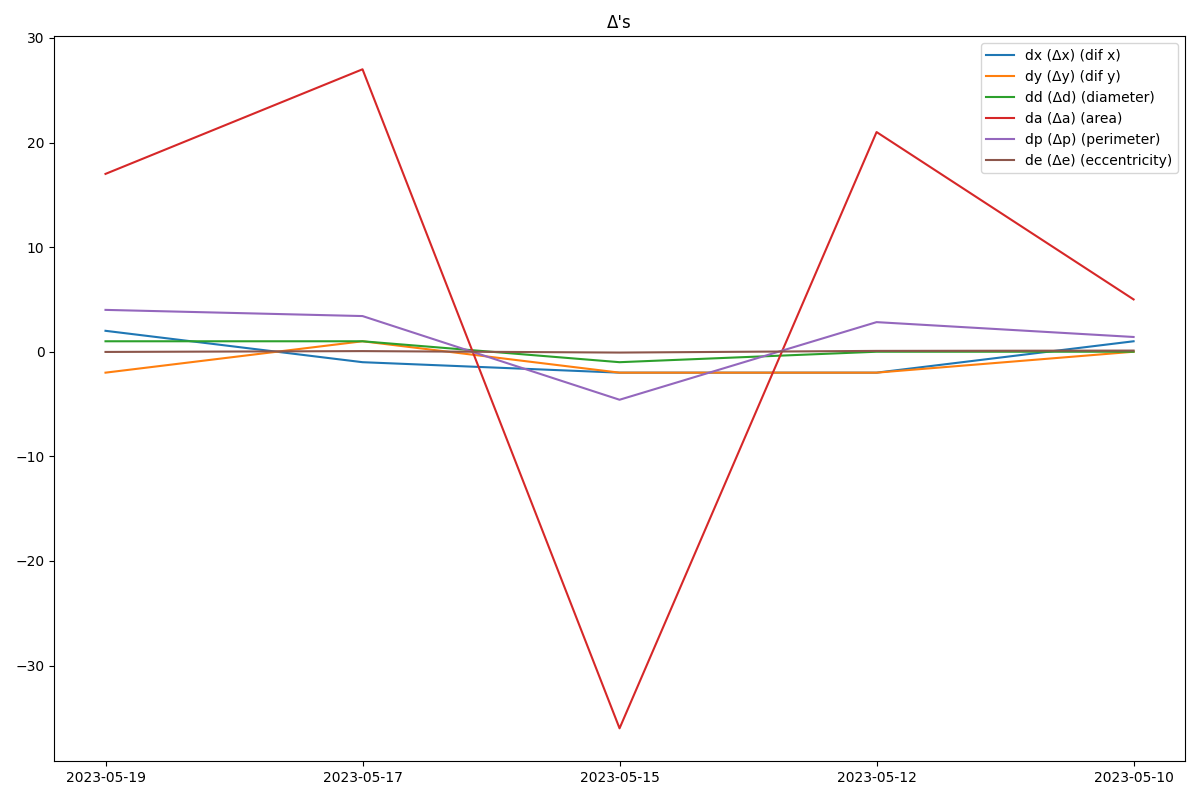 Δ's
30
20
10
0
−10
−20
−30
dx (Δx) (dif x)
dy (Δy) (dif y)
dd (Δd) (diameter)
da (Δa) (area)
dp (Δp) (perimeter)
de (Δe) (eccentricity)
2023-05-19 2023-05-17 2023-05-15 2023-05-12 2023-05-10